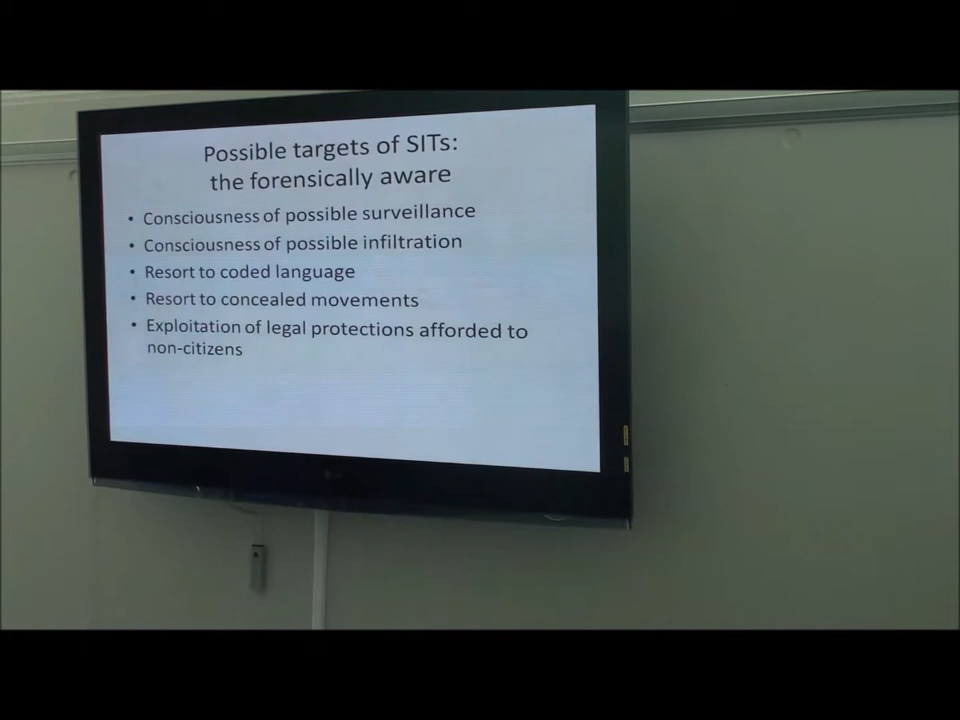 Possible targets of SITs:
the forensically aware
• Consciousness of possible surveillance
• Consciousness of possible infiltration
• Resort to coded language
• Resort to concealed movements
• Exploitation of legal protections afforded to
non-citizens